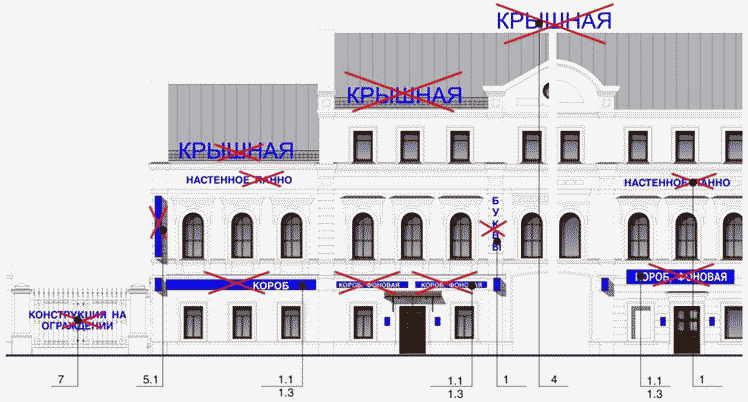 КРЫШНАЯ
КРЫШНАЯ
КРЫШНАЯ
НАСТЕННОЕ ПАННО
НАСТЕННОЕ ПАННО
Б
У
К
В
Ы
КОРОБ
КОРОБ ФОНОВАЯ
КОРОБ ФОНОВАЯ
КОРОБ ФОНОВАЯ
КОНСТРУКЦИЯ НА
ОГРАЖДЕНИИ
7
5.1
1.1
1.3
1.1
1.3
1
4
1.1
1.3
1